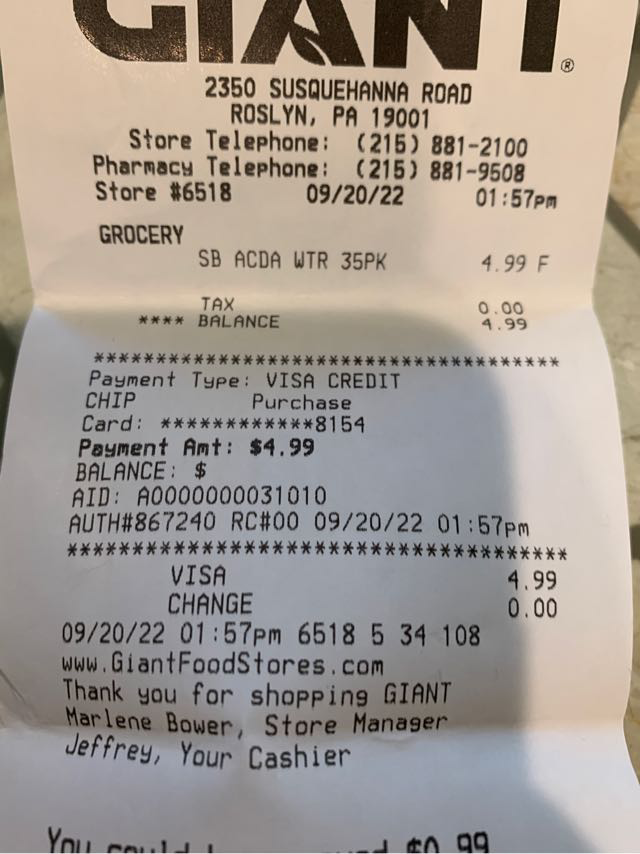 GIANT®
2350 SUSQUEHANNA ROAD
ROSLYN, PA 19001
Store Telephone: (215) 881-2100
Pharmacy Telephone: (215) 881-9508
Store #6518 09/20/22 01:57pm
GROCERY
SB ACDA WTR 35PK 4.99 F
TAX 0.00
**** BALANCE 4.99
*************************************
Payment Type: VISA CREDIT
CHIP Purchase
Card: ************8154
Payment Amt: $4.99
BALANCE: $
AID: A0000000031010
AUTH#867240 RC#00 09/20/22 01:57pm
*************************************
VISA 4.99
CHANGE 0.00
09/20/22 01:57pm 6518 5 34 108
www.GiantFoodStores.com
Thank you for shopping GIANT
Marlene Bower, Store Manager
Jeffrey, Your Cashier
You could $0.99